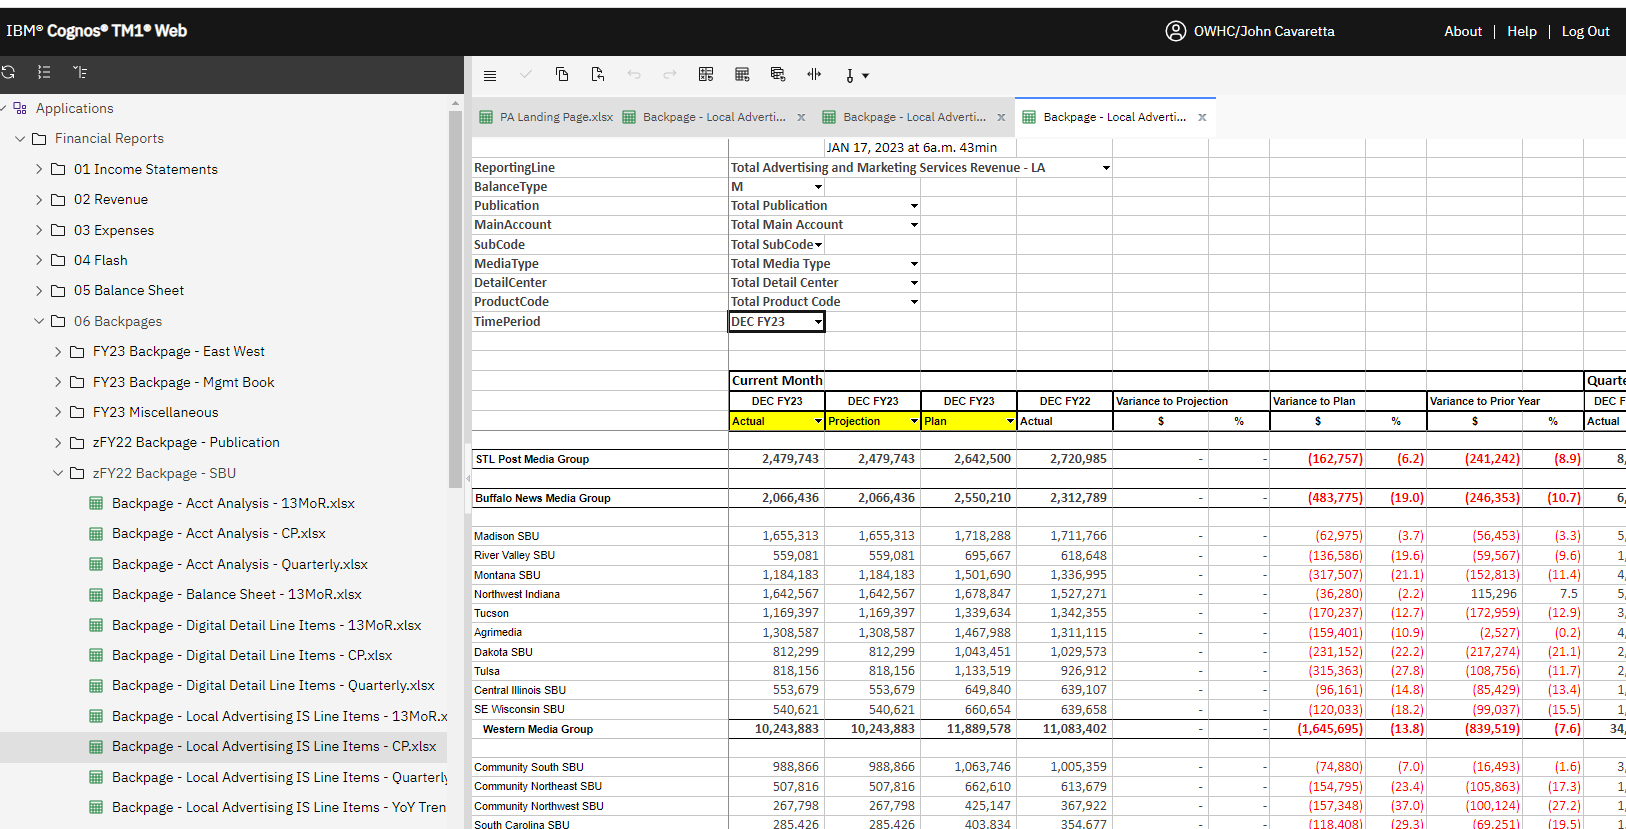 IBM® Cognos® TM1® Web
OWHC/John Cavaretta
About | Help | Log Out
Applications
Financial Reports
01 Income Statements
02 Revenue
03 Expenses
04 Flash
05 Balance Sheet
06 Backpages
FY23 Backpage - East West
FY23 Backpage - Mgmt Book
FY23 Miscellaneous
zFY22 Backpage - Publication
zFY22 Backpage - SBU
Backpage - Acct Analysis - 13MoR.xlsx
Backpage - Acct Analysis - CP.xlsx
Backpage - Acct Analysis - Quarterly.xlsx
Backpage - Balance Sheet - 13MoR.xlsx
Backpage - Digital Detail Line Items - 13MoR.xlsx
Backpage - Digital Detail Line Items - CP.xlsx
Backpage - Digital Detail Line Items - Quarterly.xlsx
Backpage - Local Advertising IS Line Items - 13MoR.x
Backpage - Local Advertising IS Line Items - CP.xlsx
Backpage - Local Advertising IS Line Items - Quarterly
Backpage - Local Advertising IS Line Items - YoY Tren
PA Landing Page.xlsx Backpage - Local Adverti... x Backpage - Local Adverti... x Backpage - Local Adverti... x
JAN 17, 2023 at 6a.m. 43min
ReportingLine Total Advertising and Marketing Services Revenue - LA
BalanceType M
Publication Total Publication
MainAccount Total Main Account
SubCode Total SubCode
MediaType Total Media Type
DetailCenter Total Detail Center
ProductCode Total Product Code
TimePeriod DEC FY23
Current Month Quarte
DEC FY23 DEC FY23 DEC FY23 DEC FY22 Variance to Projection Variance to Plan Variance to Prior Year DEC F
Actual Projection Plan Actual $ % $ % $ % Actual
STL Post Media Group 2,479,743 2,479,743 2,642,500 2,720,985 - - (162,757) (6.2) (241,242) (8.9) 8,
Buffalo News Media Group 2,066,436 2,066,436 2,550,210 2,312,789 - - (483,775) (19.0) (246,353) (10.7) 6,
Madison SBU 1,655,313 1,655,313 1,718,288 1,711,766 - - (62,975) (3.7) (56,453) (3.3) 5,
River Valley SBU 559,081 559,081 695,667 618,648 - - (136,586) (19.6) (59,567) (9.6) 1,
Montana SBU 1,184,183 1,184,183 1,501,690 1,336,995 - - (317,507) (21.1) (152,813) (11.4) 4,
Northwest Indiana 1,642,567 1,642,567 1,678,847 1,527,271 - - (36,280) (2.2) 115,296 7.5 5,
Tucson 1,169,397 1,169,397 1,339,634 1,342,355 - - (170,237) (12.7) (172,959) (12.9) 3,
Agrimedia 1,308,587 1,308,587 1,467,988 1,311,115 - - (159,401) (10.9) (2,527) (0.2) 4,
Dakota SBU 812,299 812,299 1,043,451 1,029,573 - - (231,152) (22.2) (217,274) (21.1) 2,
Tulsa 818,156 818,156 1,133,519 926,912 - - (315,363) (27.8) (108,756) (11.7) 2,
Central Illinois SBU 553,679 553,679 649,840 639,107 - - (96,161) (14.8) (85,429) (13.4) 1,
SE Wisconsin SBU 540,621 540,621 660,654 639,658 - - (120,033) (18.2) (99,037) (15.5) 1,
Western Media Group 10,243,883 10,243,883 11,889,578 11,083,402 - - (1,645,695) (13.8) (839,519) (7.6) 34,
Community South SBU 988,866 988,866 1,063,746 1,005,359 - - (74,880) (7.0) (16,493) (1.6) 3,
Community Northeast SBU 507,816 507,816 662,610 613,679 - - (154,795) (23.4) (105,863) (17.3) 1,
Community Northwest SBU 267,798 267,798 425,147 367,922 - - (157,348) (37.0) (100,124) (27.2) 1,
South Carolina SBU 285,426 285,426 403,834 354,677 - - (118,408) (29.3) (69,251) (19.5) 1,